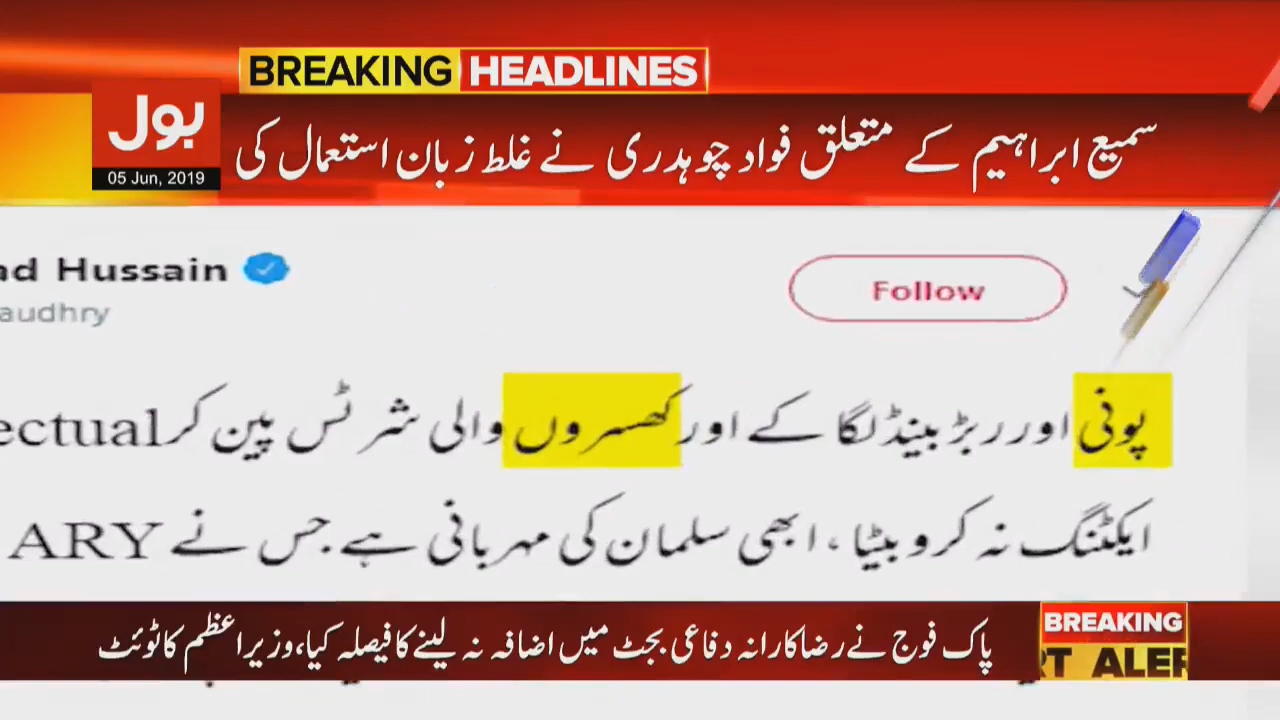 BREAKING HEADLINES
بول
05 Jun, 2019
سمیع ابراہیم کے متعلق فواد چوہدری نے غلط زبان استعمال کی
ad Hussain
audhry
Follow
پونی اور ربڑ بینڈ لگا کے اور کھسروں والی شرٹس پہن کر ectual
ایکٹنگ نہ کرو بیٹا ، ابھی سلمان کی مہربانی ہے۔جس نے ARY
پاک فوج نے رضاکارانہ دفاعی بجٹ میں اضافہ نہ لینے کا فیصلہ کیا، وزیراعظم کا ٹوئٹ
BREAKING
RT ALER